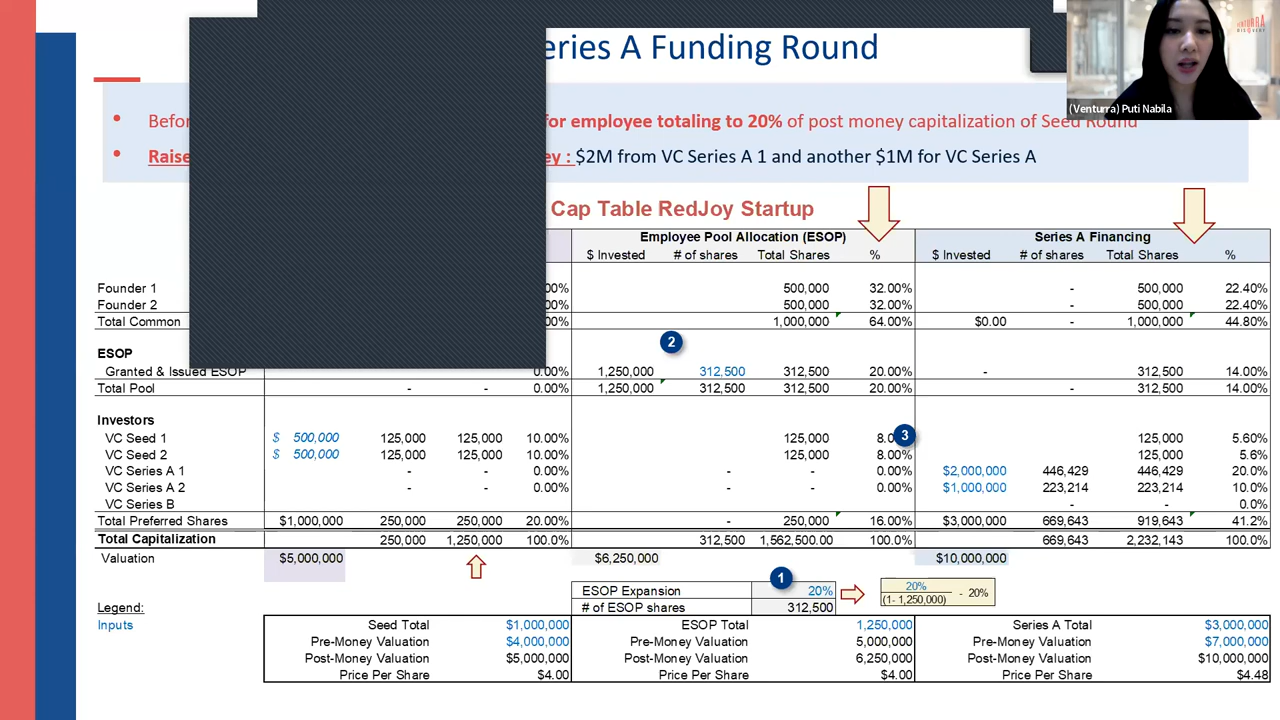 eries A Funding Round
VENTURRA
DISCOVERY
(Venturra) Puti Nabila
• Befor
for employee totaling to 20% of post money capitalization of Seed Round
• Raise
ey : $2M from VC Series A 1 and another $1M for VC Series A
Cap Table RedJoy Startup
Employee Pool Allocation (ESOP) Series A Financing
$ Invested # of shares Total Shares % $ Invested # of shares Total Shares %
Founder 1 00% 500,000 32.00% - 500,000 22.40%
Founder 2 00% 500,000 32.00% - 500,000 22.40%
Total Common 00% 1,000,000 64.00% $0.00 - 1,000,000 44.80%
2
ESOP
Granted & Issued ESOP 0.00% 1,250,000 312,500 312,500 20.00% - 312,500 14.00%
Total Pool - - 0.00% 1,250,000 312,500 312,500 20.00% - 312,500 14.00%
Investors
VC Seed 1 $ 500,000 125,000 125,000 10.00% 125,000 8.0 3 125,000 5.60%
VC Seed 2 $ 500,000 125,000 125,000 10.00% 125,000 8.00% 125,000 5.6%
VC Series A 1 - - 0.00% - - 0.00% $2,000,000 446,429 446,429 20.0%
VC Series A 2 - - 0.00% - - 0.00% $1,000,000 223,214 223,214 10.0%
VC Series B - 0.0%
Total Preferred Shares $1,000,000 250,000 250,000 20.00% - 250,000 16.00% $3,000,000 669,643 919,643 41.2%
Total Capitalization 250,000 1,250,000 100.0% 312,500 1,562,500.00 100.0% 669,643 2,232,143 100.0%
Valuation $5,000,000 $6,250,000 $10,000,000
1
ESOP Expansion 20%
# of ESOP shares 312,500
20%
(1- 1,250,000) - 20%
Legend:
Inputs
Seed Total $1,000,000 ESOP Total 1,250,000 Series A Total $3,000,000
Pre-Money Valuation $4,000,000 Pre-Money Valuation 5,000,000 Pre-Money Valuation $7,000,000
Post-Money Valuation $5,000,000 Post-Money Valuation 6,250,000 Post-Money Valuation $10,000,000
Price Per Share $4.00 Price Per Share $4.00 Price Per Share $4.48